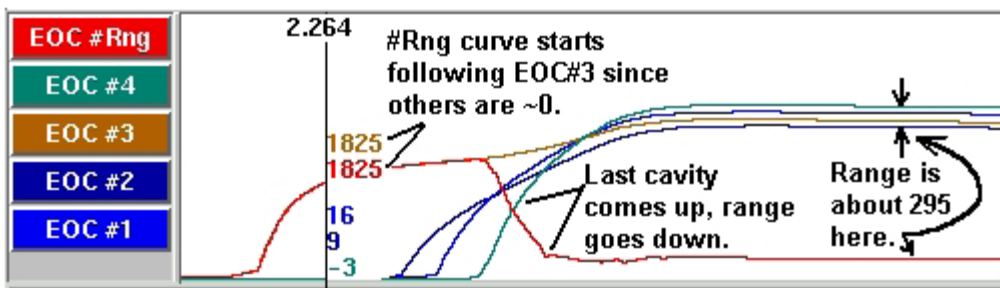 EOC #Rng
EOC #4
EOC #3
EOC #2
EOC #1
2.264
#Rng curve starts
following EOC#3 since
others are ~0.
1825
1825
16
9
-3
Last cavity
comes up, range
goes down.
Range is
about 295
here.